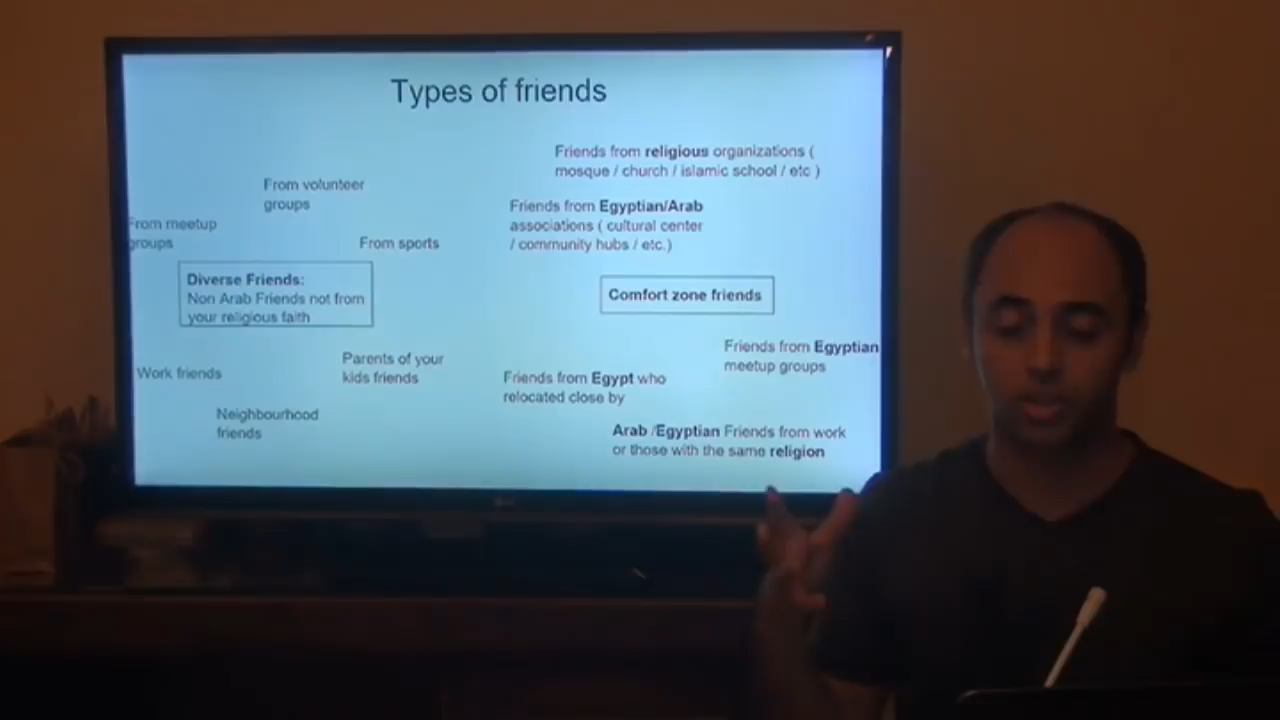 Types of friends
Friends from religious organizations (
mosque / church / islamic school / etc )
From volunteer
groups
Friends from Egyptian/Arab
associations ( cultural center
/ community hubs / etc.)
From meetup
groups
From sports
Diverse Friends:
Non Arab Friends not from
your religious faith
Comfort zone friends
Friends from Egyptian
meetup groups
Parents of your
kids friends
Work friends
Friends from Egypt who
relocated close by
Neighbourhood
friends
Arab /Egyptian Friends from work
or those with the same religion